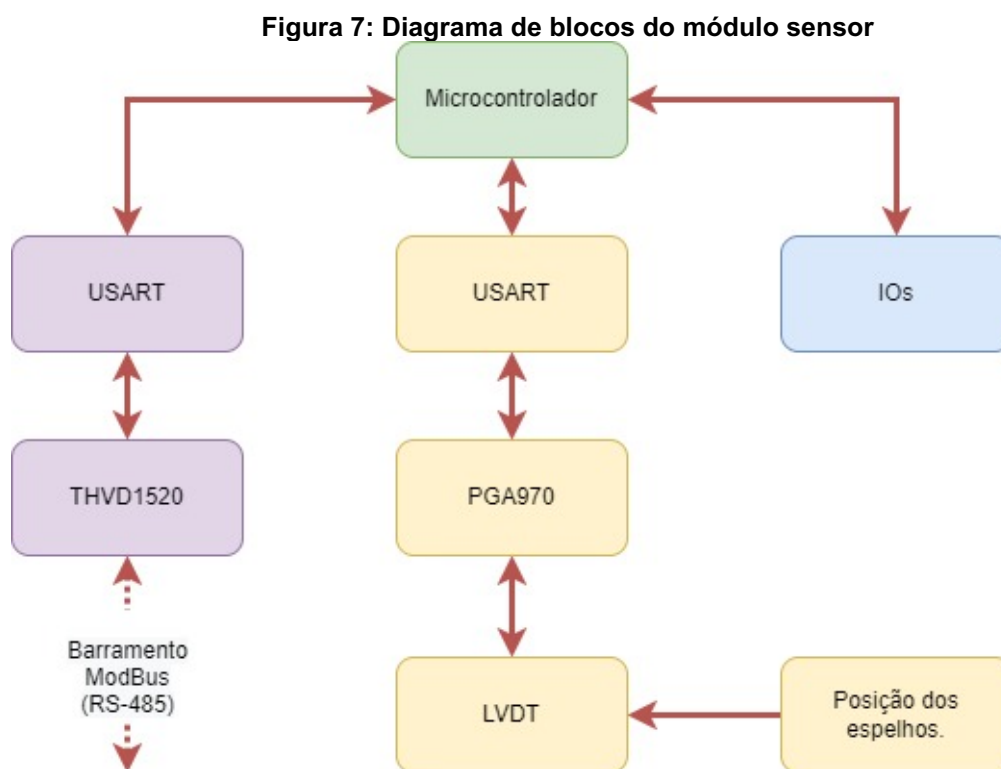 Figura 7: Diagrama de blocos do módulo sensor
Microcontrolador
USART
USART
IOs
THVD1520
PGA970
Barramento
ModBus
(RS-485)
LVDT
Posição dos
espelhos.